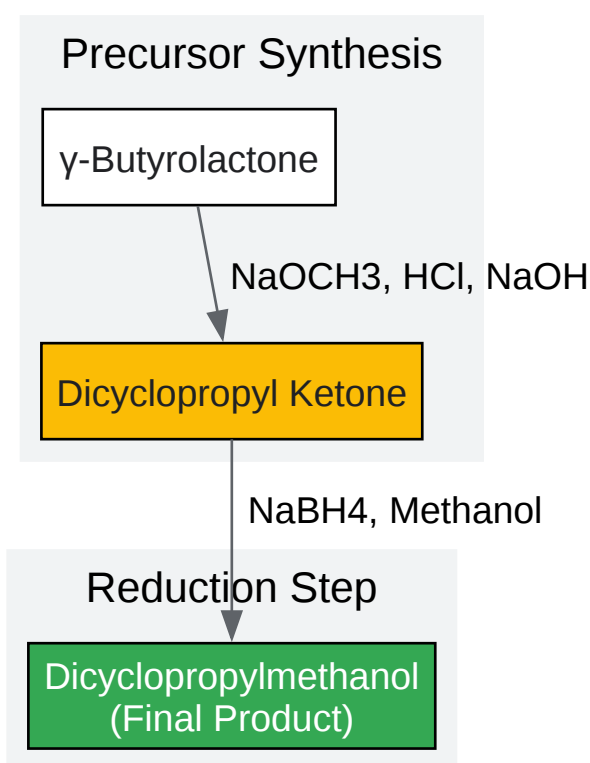 Precursor Synthesis
γ-Butyrolactone
NaOCH3, HCl, NaOH
Dicyclopropyl Ketone
NaBH4, Methanol
Reduction Step
Dicyclopropylmethanol
(Final Product)